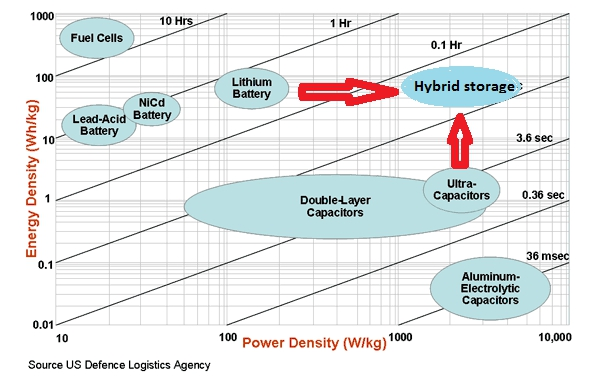 10 Hrs
1 Hr
0.1 Hr
1000
Fuel Cells
100
Lithium
Battery
Hybrid storage
NiCd
Battery
Lead-Acid
Battery
10
3.6 sec
Ultra-
Capacitors
0.36 sec
1
Double-Layer
Capacitors
36 msec
0.1
Aluminum-
Electrolytic
Capacitors
0.01
Energy Density (Wh/kg)
10
100
1000
10,000
Power Density (W/kg)
Source US Defence Logistics Agency